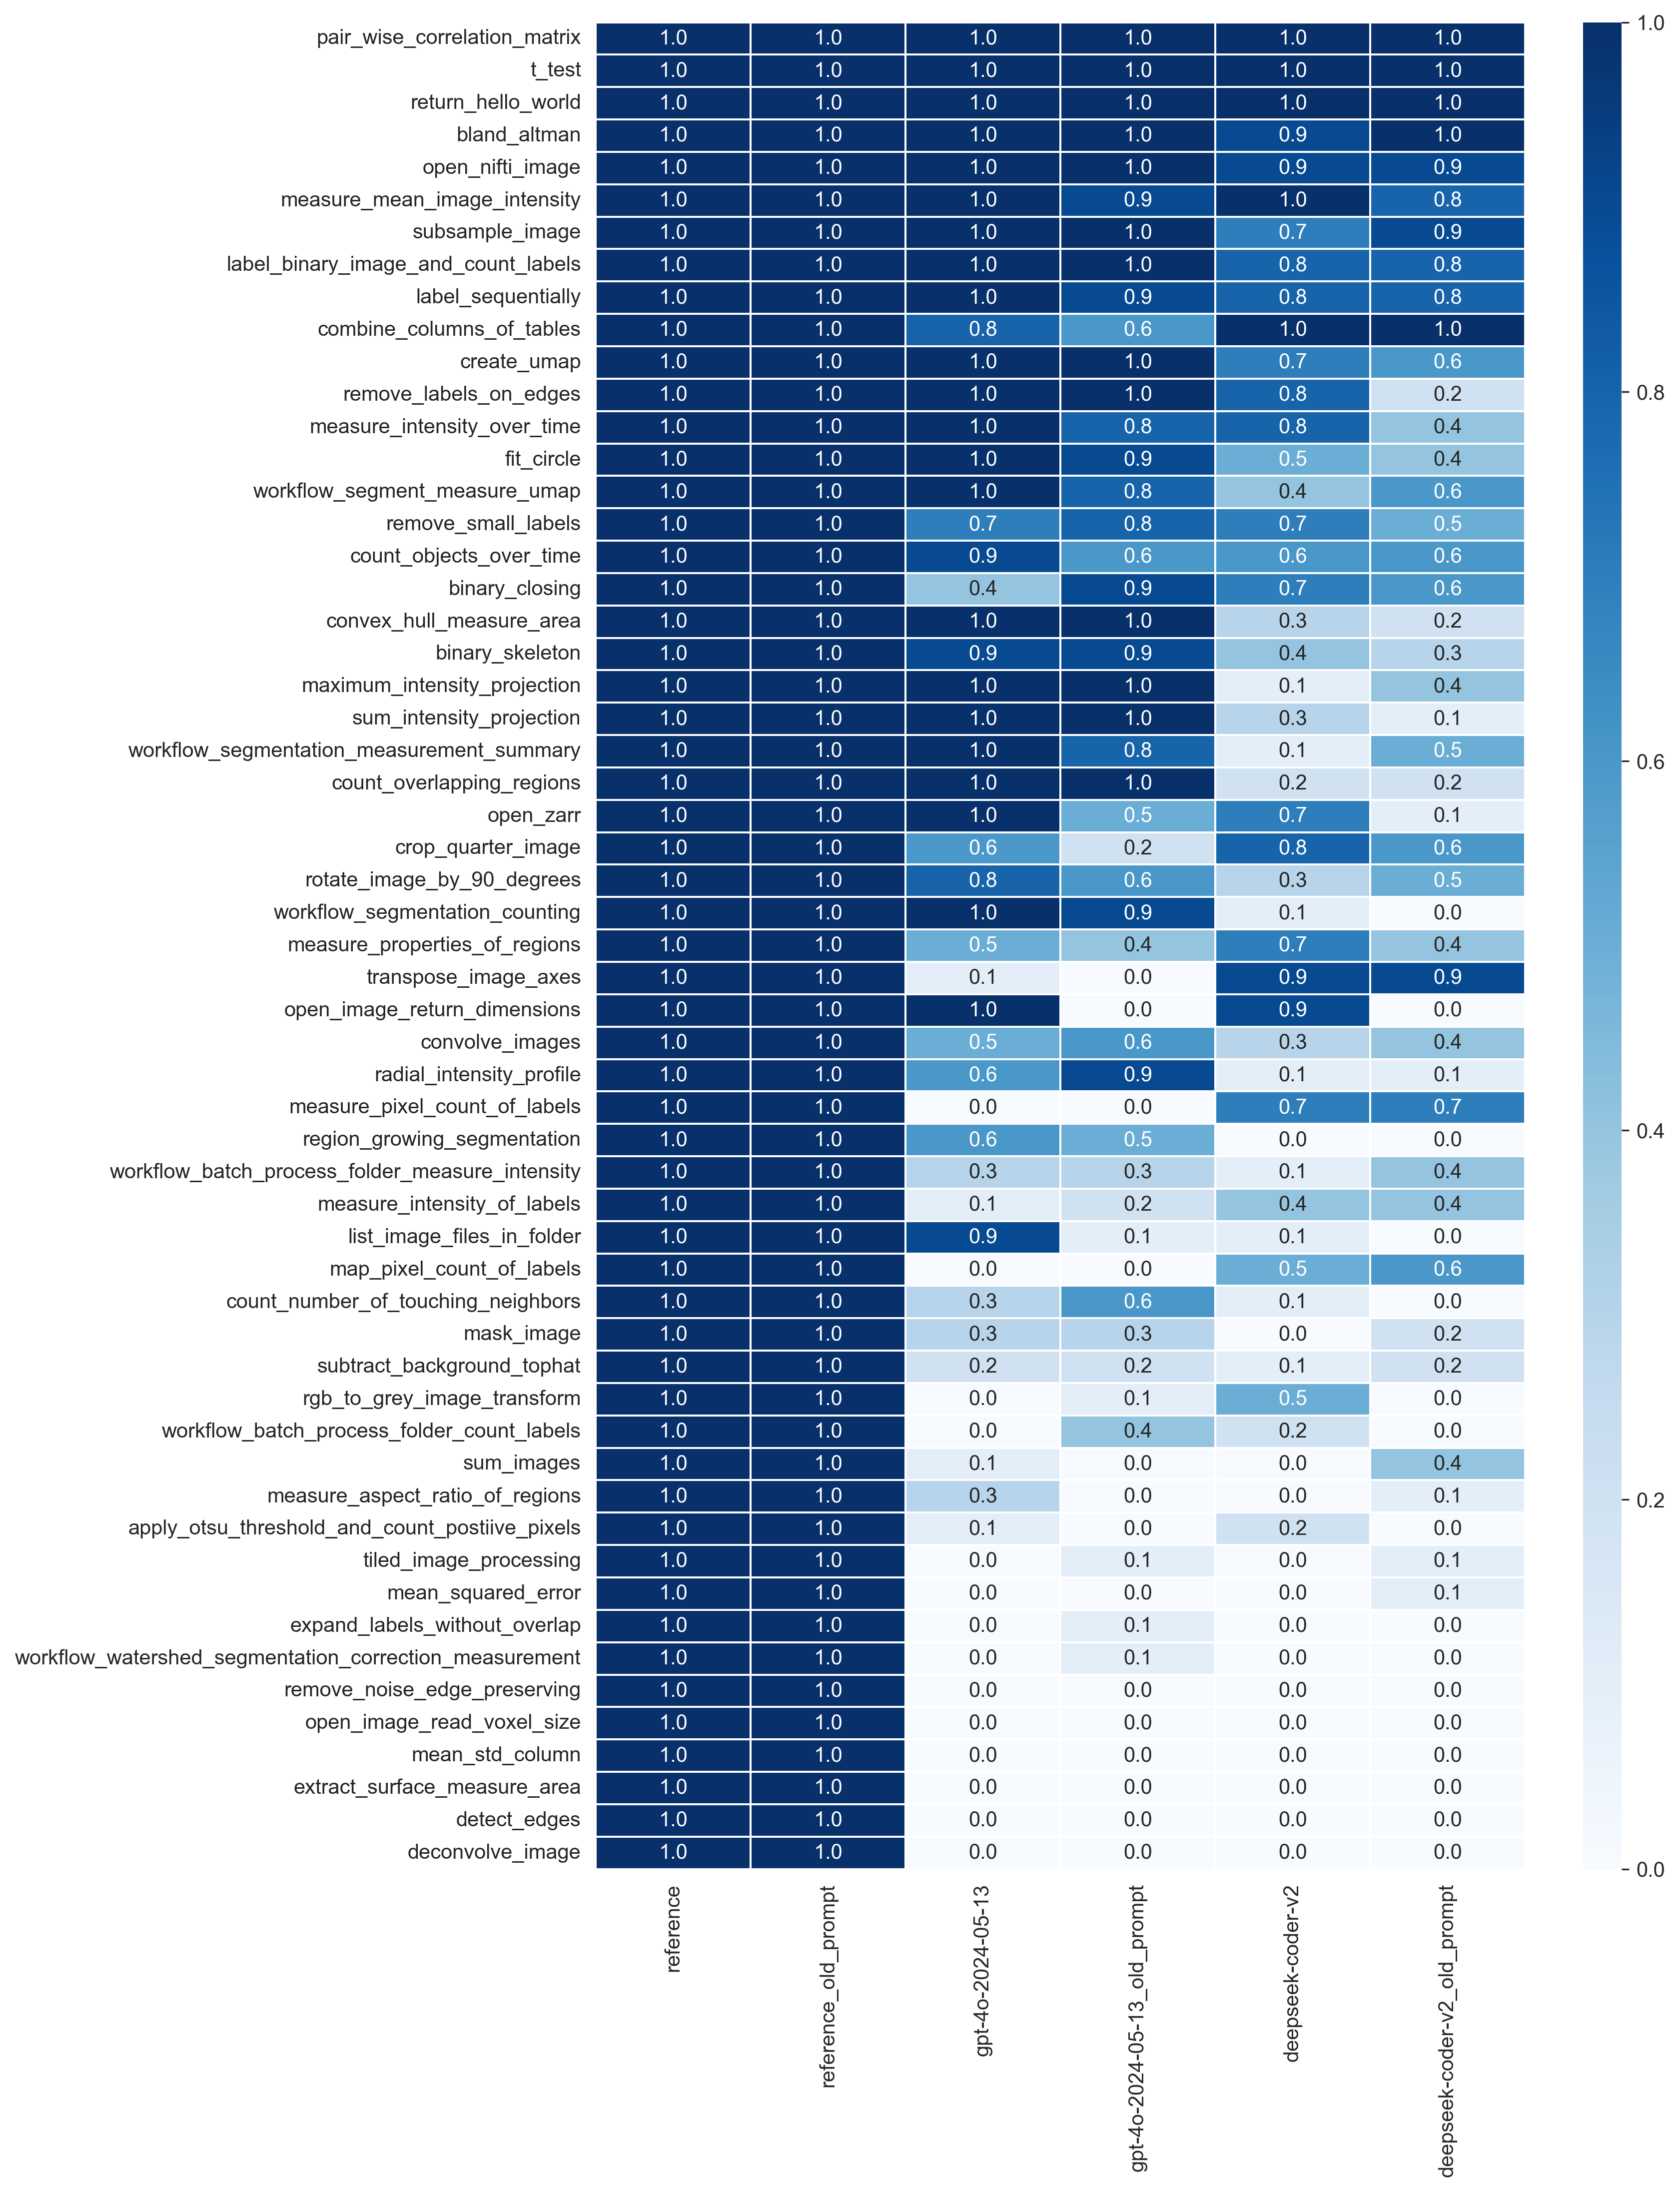 pair_wise_correlation_matrix 1.0 1.0 1.0 1.0 1.0 1.0
t_test 1.0 1.0 1.0 1.0 1.0 1.0
return_hello_world 1.0 1.0 1.0 1.0 1.0 1.0
bland_altman 1.0 1.0 1.0 1.0 0.9 1.0
open_nifti_image 1.0 1.0 1.0 1.0 0.9 0.9
measure_mean_image_intensity 1.0 1.0 1.0 0.9 1.0 0.8
subsample_image 1.0 1.0 1.0 1.0 0.7 0.9
label_binary_image_and_count_labels 1.0 1.0 1.0 1.0 0.8 0.8
label_sequentially 1.0 1.0 1.0 0.9 0.8 0.8
combine_columns_of_tables 1.0 1.0 0.8 0.6 1.0 1.0
create_umap 1.0 1.0 1.0 1.0 0.7 0.6
remove_labels_on_edges 1.0 1.0 1.0 1.0 0.8 0.2
measure_intensity_over_time 1.0 1.0 1.0 0.8 0.8 0.4
fit_circle 1.0 1.0 1.0 0.9 0.5 0.4
workflow_segment_measure_umap 1.0 1.0 1.0 0.8 0.4 0.6
remove_small_labels 1.0 1.0 0.7 0.8 0.7 0.5
count_objects_over_time 1.0 1.0 0.9 0.6 0.6 0.6
binary_closing 1.0 1.0 0.4 0.9 0.7 0.6
convex_hull_measure_area 1.0 1.0 1.0 1.0 0.3 0.2
binary_skeleton 1.0 1.0 0.9 0.9 0.4 0.3
maximum_intensity_projection 1.0 1.0 1.0 1.0 0.1 0.4
sum_intensity_projection 1.0 1.0 1.0 1.0 0.3 0.1
workflow_segmentation_measurement_summary 1.0 1.0 1.0 0.8 0.1 0.5
count_overlapping_regions 1.0 1.0 1.0 1.0 0.2 0.2
open_zarr 1.0 1.0 1.0 0.5 0.7 0.1
crop_quarter_image 1.0 1.0 0.6 0.2 0.8 0.6
rotate_image_by_90_degrees 1.0 1.0 0.8 0.6 0.3 0.5
workflow_segmentation_counting 1.0 1.0 1.0 0.9 0.1 0.0
measure_properties_of_regions 1.0 1.0 0.5 0.4 0.7 0.4
transpose_image_axes 1.0 1.0 0.1 0.0 0.9 0.9
open_image_return_dimensions 1.0 1.0 1.0 0.0 0.9 0.0
convolve_images 1.0 1.0 0.5 0.6 0.3 0.4
radial_intensity_profile 1.0 1.0 0.6 0.9 0.1 0.1
measure_pixel_count_of_labels 1.0 1.0 0.0 0.0 0.7 0.7
region_growing_segmentation 1.0 1.0 0.6 0.5 0.0 0.0
workflow_batch_process_folder_measure_intensity 1.0 1.0 0.3 0.3 0.1 0.4
measure_intensity_of_labels 1.0 1.0 0.1 0.2 0.4 0.4
list_image_files_in_folder 1.0 1.0 0.9 0.1 0.1 0.0
map_pixel_count_of_labels 1.0 1.0 0.0 0.0 0.5 0.6
count_number_of_touching_neighbors 1.0 1.0 0.3 0.6 0.1 0.0
mask_image 1.0 1.0 0.3 0.3 0.0 0.2
subtract_background_tophat 1.0 1.0 0.2 0.2 0.1 0.2
rgb_to_grey_image_transform 1.0 1.0 0.0 0.1 0.5 0.0
workflow_batch_process_folder_count_labels 1.0 1.0 0.0 0.4 0.2 0.0
sum_images 1.0 1.0 0.1 0.0 0.0 0.4
measure_aspect_ratio_of_regions 1.0 1.0 0.3 0.0 0.0 0.1
apply_otsu_threshold_and_count_postiive_pixels 1.0 1.0 0.1 0.0 0.2 0.0
tiled_image_processing 1.0 1.0 0.0 0.1 0.0 0.1
mean_squared_error 1.0 1.0 0.0 0.0 0.0 0.1
expand_labels_without_overlap 1.0 1.0 0.0 0.1 0.0 0.0
workflow_watershed_segmentation_correction_measurement 1.0 1.0 0.0 0.1 0.0 0.0
remove_noise_edge_preserving 1.0 1.0 0.0 0.0 0.0 0.0
open_image_read_voxel_size 1.0 1.0 0.0 0.0 0.0 0.0
mean_std_column 1.0 1.0 0.0 0.0 0.0 0.0
extract_surface_measure_area 1.0 1.0 0.0 0.0 0.0 0.0
detect_edges 1.0 1.0 0.0 0.0 0.0 0.0
deconvolve_image 1.0 1.0 0.0 0.0 0.0 0.0
reference
reference_old_prompt
gpt-4o-2024-05-13
gpt-4o-2024-05-13_old_prompt
deepseek-coder-v2
deepseek-coder-v2_old_prompt
1.0
0.8
0.6
0.4
0.2
0.0